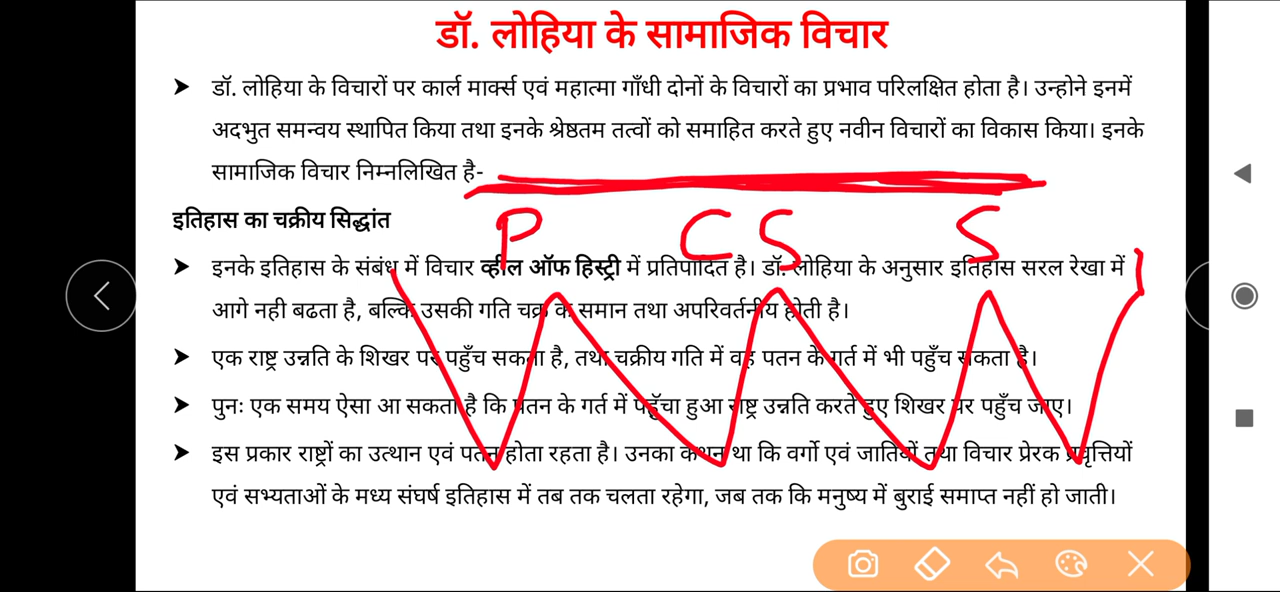 डॉ. लोहिया के सामाजिक विचार
➤ डॉ. लोहिया के विचारों पर कार्ल मार्क्स एवं महात्मा गाँधी दोनों के विचारों का प्रभाव परिलक्षित होता है। उन्होने इनमें
अदभुत समन्वय स्थापित किया तथा इनके श्रेष्ठतम तत्वों को समाहित करते हुए नवीन विचारों का विकास किया। इनके
सामाजिक विचार निम्नलिखित है-
इतिहास का चक्रीय सिद्धांत
P CS S
➤ इनके इतिहास के संबंध में विचार व्हील ऑफ हिस्ट्री में प्रतिपादित है। डॉ. लोहिया के अनुसार इतिहास सरल रेखा में
आगे नही बढता है, बल्कि उसकी गति चक्र के समान तथा अपरिवर्तनीय होती है।
➤ एक राष्ट्र उन्नति के शिखर पर पहुँच सकता है, तथा चक्रीय गति में वह पतन के गर्त में भी पहुँच सकता है।
➤ पुनः एक समय ऐसा आ सकता है कि पतन के गर्त में पहुँचा हुआ राष्ट्र उन्नति करते हुए शिखर पर पहुँच जाए।
➤ इस प्रकार राष्ट्रों का उत्थान एवं पतन होता रहता है। उनका कथन था कि वर्गो एवं जातियों तथा विचार प्रेरक प्रवृत्तियों
एवं सभ्यताओं के मध्य संघर्ष इतिहास में तब तक चलता रहेगा, जब तक कि मनुष्य में बुराई समाप्त नहीं हो जाती।